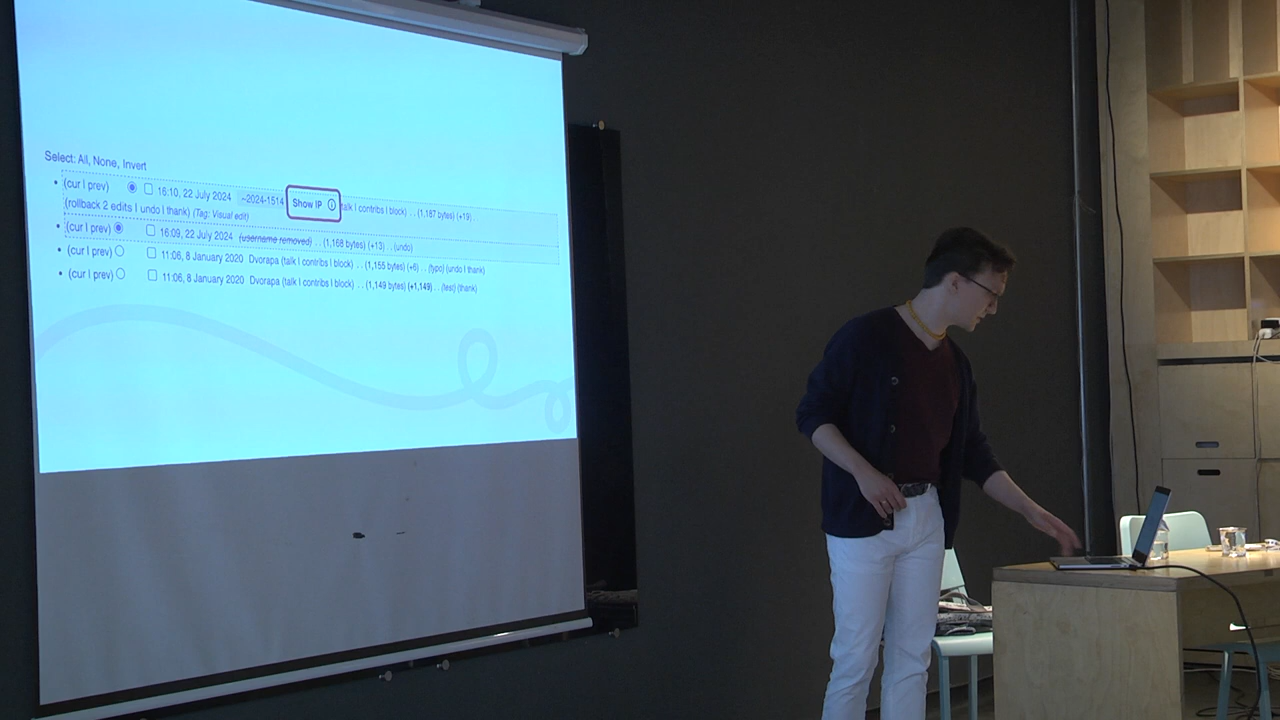 Select: All, None, Invert
• (cur | prev) 16:10, 22 July 2024 ~2024-1514 Show IP talk | contribs | block) . . (1,187 bytes) (+19) . .
(rollback 2 edits | undo | thank) (Tag: Visual edit)
• (cur | prev) 16:09, 22 July 2024 (username removed) . . (1,168 bytes) (+13) . . (undo)
• (cur | prev) 11:06, 8 January 2020 Dvorapa (talk | contribs | block) . . (1,155 bytes) (+6) . . (typo) (undo | thank)
• (cur | prev) 11:06, 8 January 2020 Dvorapa (talk | contribs | block) . . (1,149 bytes) (+1,149) . . (test) (thank)